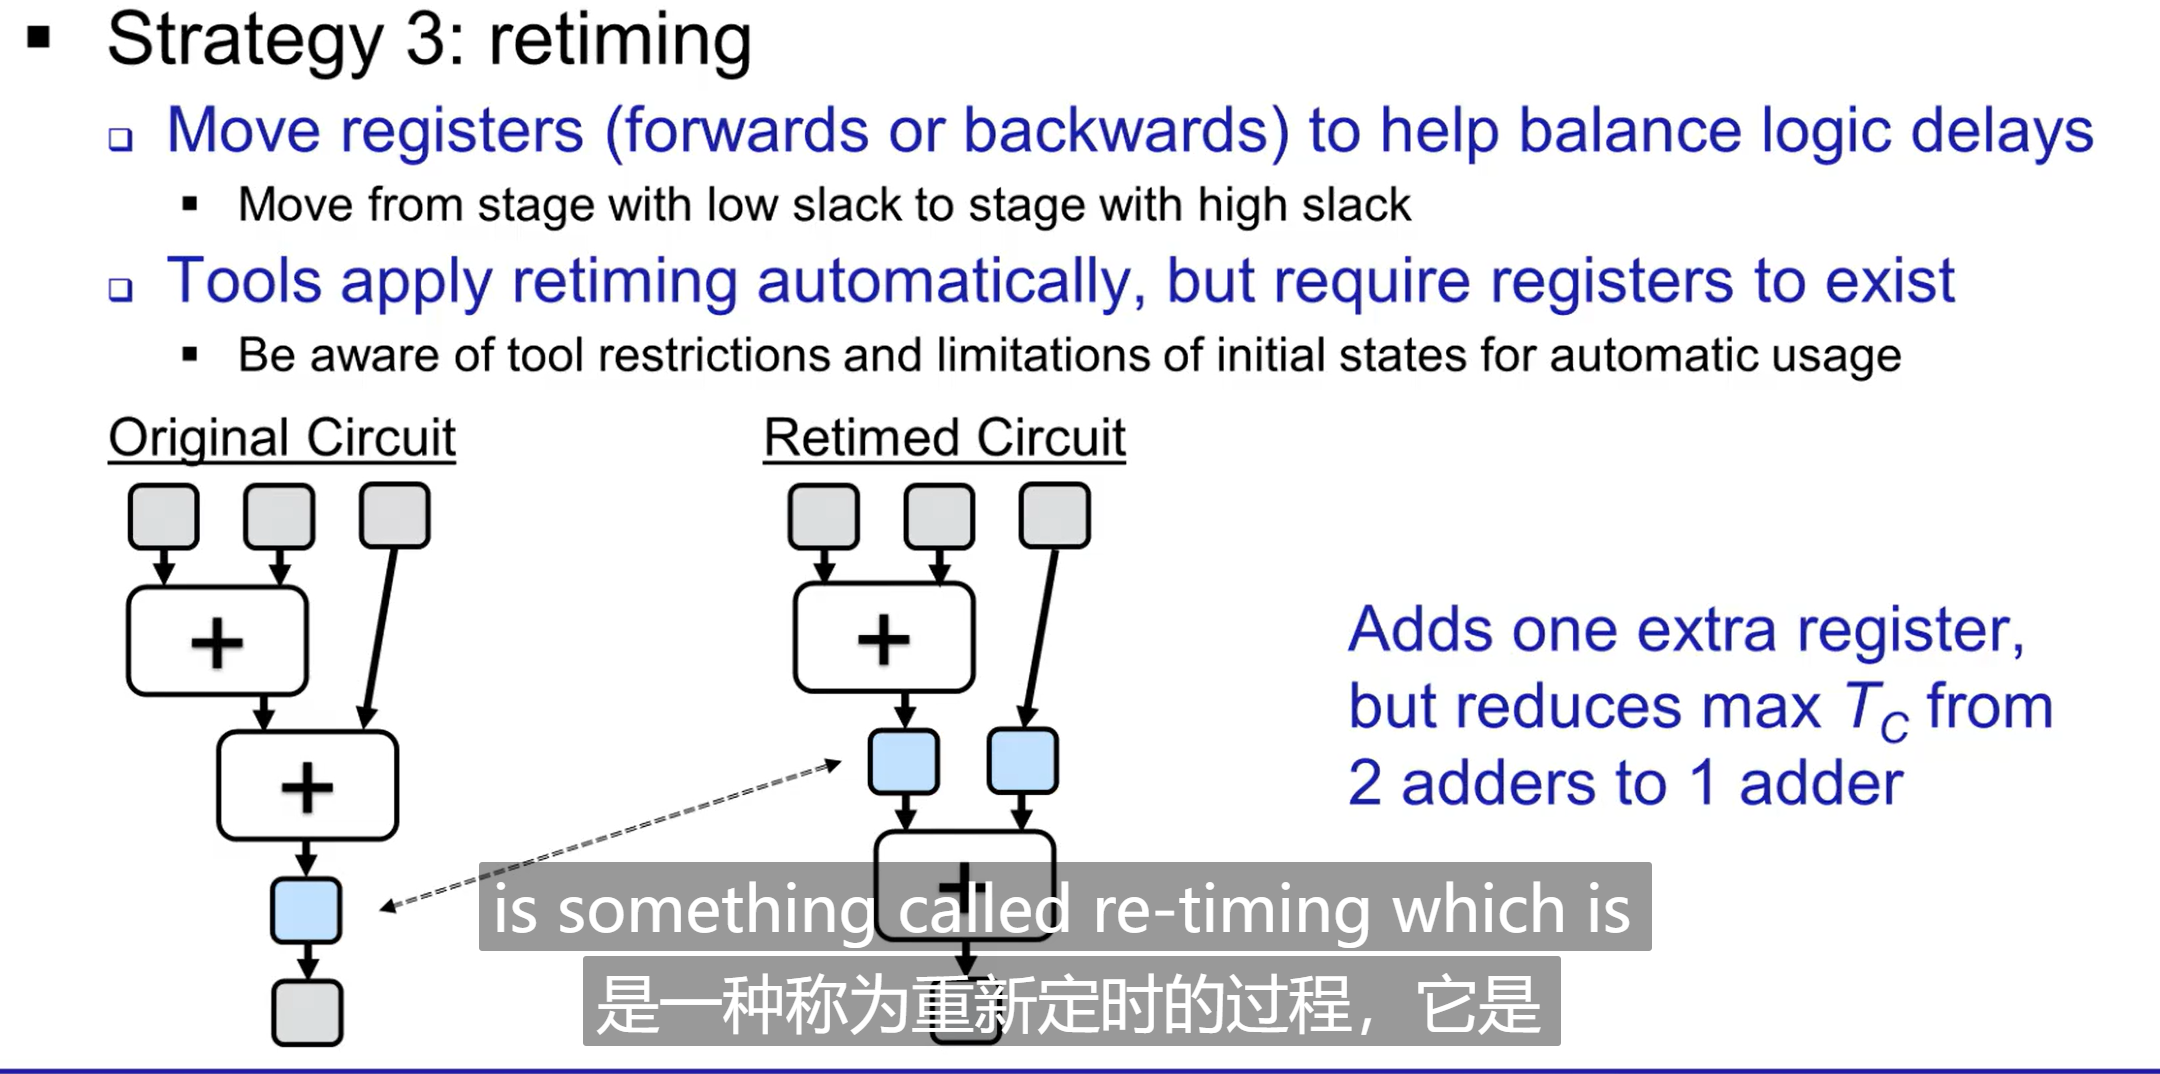 Strategy 3: retiming
Move registers (forwards or backwards) to help balance logic delays
Move from stage with low slack to stage with high slack
Tools apply retiming automatically, but require registers to exist
Be aware of tool restrictions and limitations of initial states for automatic usage
Original Circuit
Retimed Circuit
+
+
+
+
Adds one extra register,
but reduces max T_C from
2 adders to 1 adder
is something called re-timing which is
是一种称为重新定时的过程，它是